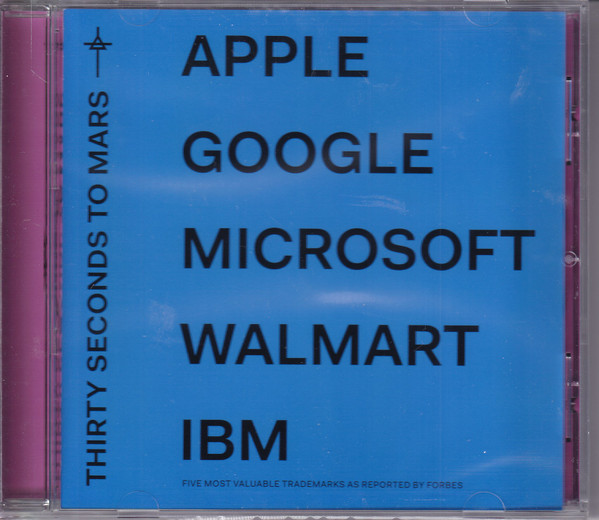 THIRTY SECONDS TO MARS
APPLE
GOOGLE
MICROSOFT
WALMART
IBM
FIVE MOST VALUABLE TRADEMARKS AS REPORTED BY FORBES